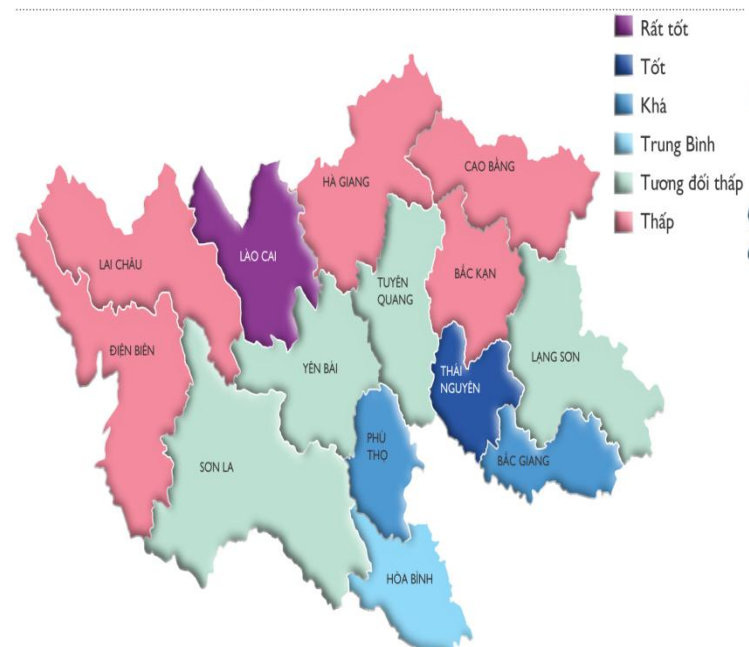 Rất tốt
Tốt
Khá
Trung Bình
Tương đối thấp
Thấp
HÀ GIANG
CAO BẰNG
LAI CHÂU
LÀO CAI
TUYÊN
QUANG
BẮC KẠN
ĐIỆN BIÊN
YÊN BÁI
THÁI
NGUYÊN
LẠNG SƠN
SƠN LA
PHÚ
THỌ
BẮC GIANG
HÒA BÌNH